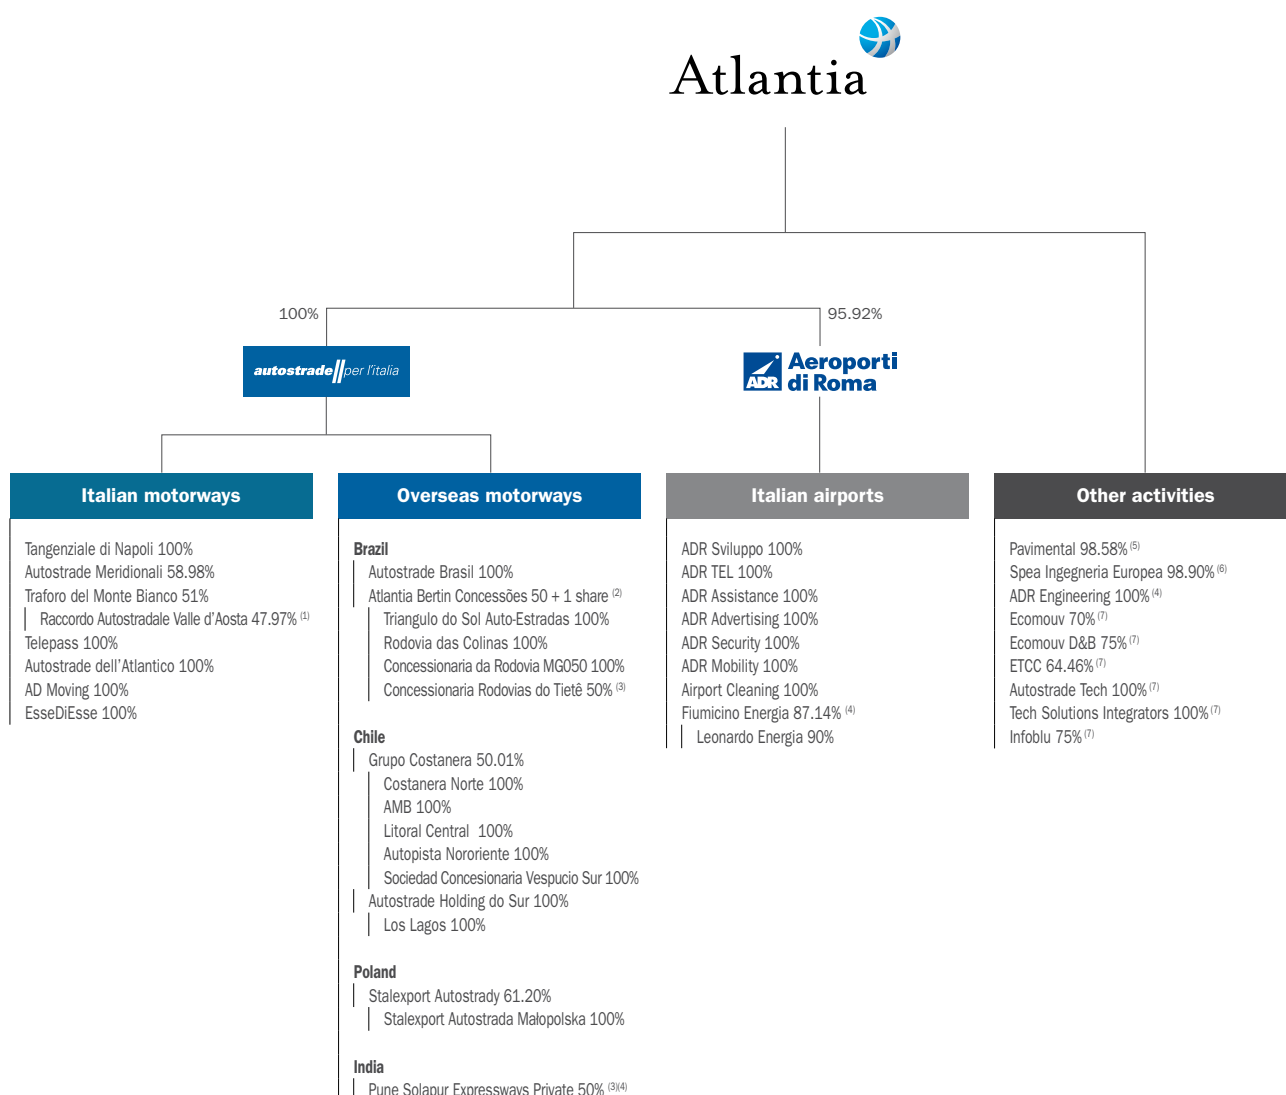 Atlantia
100%
95.92%
autostrade//per l'italia
ADR Aeroporti
di Roma
Italian motorways
Tangenziale di Napoli 100%
Autostrade Meridionali 58.98%
Traforo del Monte Bianco 51%
Raccordo Autostradale Valle d'Aosta 47.97% (1)
Telepass 100%
Autostrade dell'Atlantico 100%
AD Moving 100%
EsseDiEsse 100%
Overseas motorways
Brazil
Autostrade Brasil 100%
Atlantia Bertin Concessões 50 + 1 share (2)
Triangulo do Sol Auto-Estradas 100%
Rodovia das Colinas 100%
Concessionaria da Rodovia MG050 100%
Concessionaria Rodovias do Tietê 50% (3)
Chile
Grupo Costanera 50.01%
Costanera Norte 100%
AMB 100%
Litoral Central 100%
Autopista Nororiente 100%
Sociedad Concesionaria Vespucio Sur 100%
Autostrade Holding do Sur 100%
Los Lagos 100%
Poland
Stalexport Autostrady 61.20%
Stalexport Autostrada Małopolska 100%
India
Pune Solapur Expressways Private 50% (3)(4)
Italian airports
ADR Sviluppo 100%
ADR TEL 100%
ADR Assistance 100%
ADR Advertising 100%
ADR Security 100%
ADR Mobility 100%
Airport Cleaning 100%
Fiumicino Energia 87.14% (4)
Leonardo Energia 90%
Other activities
Pavimental 98.58% (5)
Spea Ingegneria Europea 98.90% (6)
ADR Engineering 100% (4)
Ecomouv 70% (7)
Ecomouv D&B 75% (7)
ETCC 64.46% (7)
Autostrade Tech 100% (7)
Tech Solutions Integrators 100% (7)
Infoblu 75% (7)